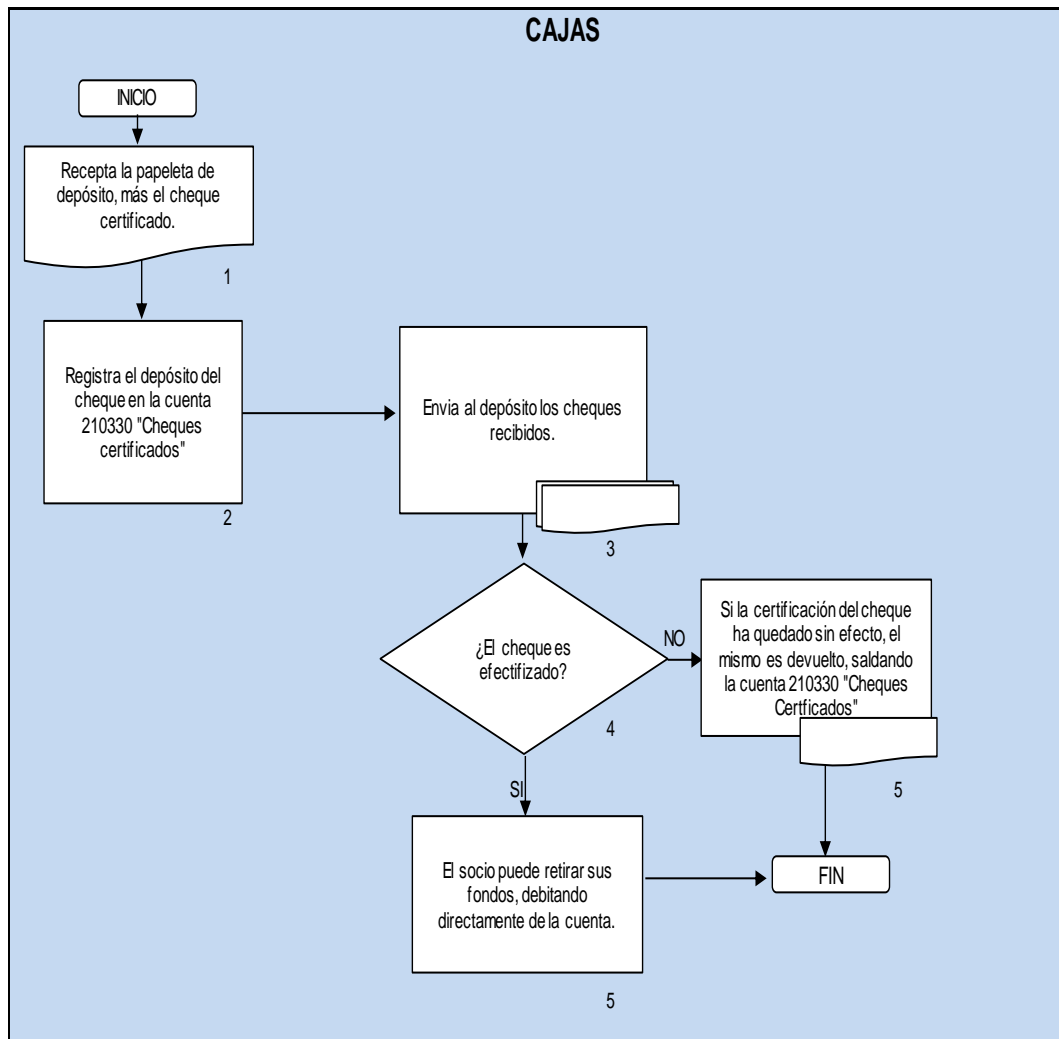 CAJAS
INICIO
Recepta la papeleta de
depósito, más el cheque
certificado.
1
Registra el depósito del
cheque en la cuenta
210330 "Cheques
certificados"
2
Envia al depósito los cheques
recibidos.
3
¿El cheque es
efectifizado?
4
NO
Si la certificación del cheque
ha quedado sin efecto, el
mismo es devuelto, saldando
la cuenta 210330 "Cheques
Certficados"
5
SI
El socio puede retirar sus
fondos, debitando
directamente de la cuenta.
5
FIN